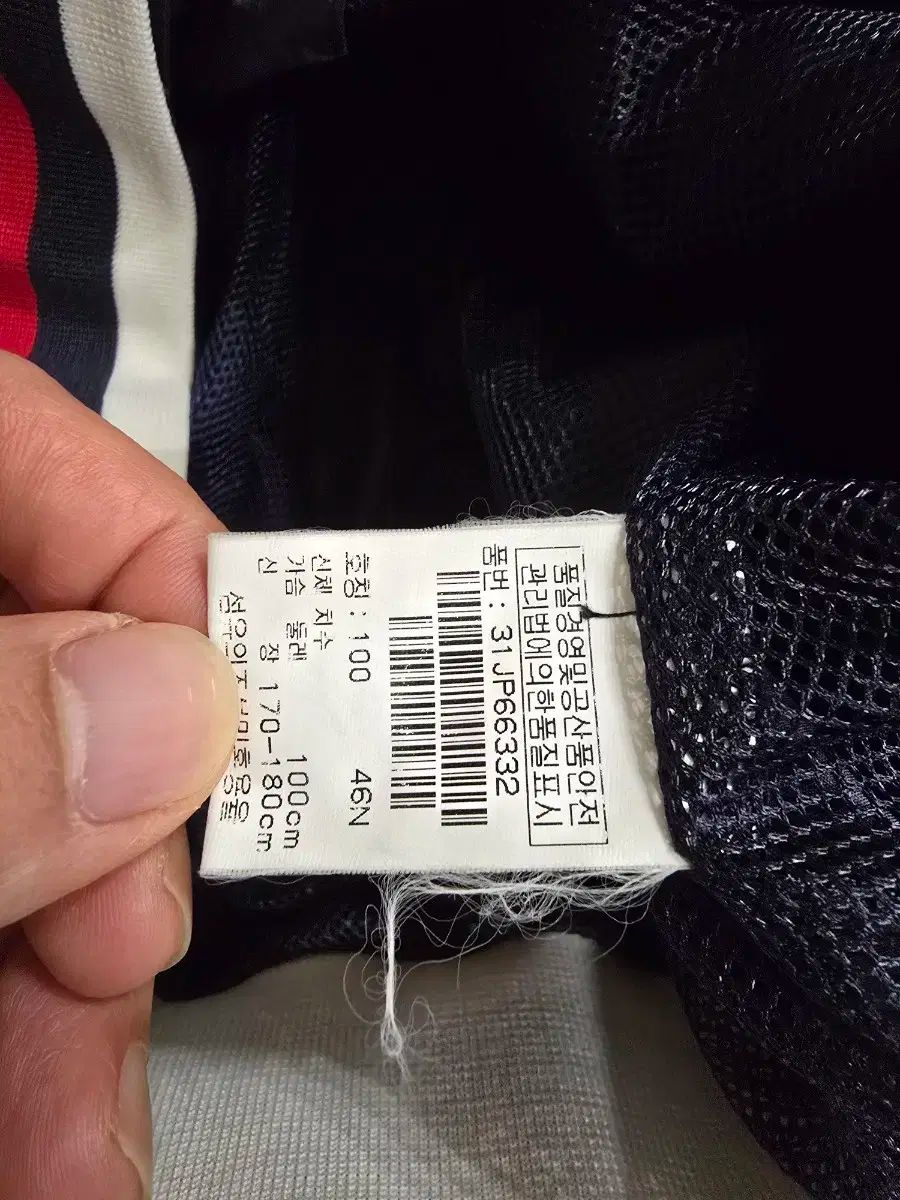 품질경영및공산품안전
관리법에의한품질표시
품번 : 31JP66332
호칭 : 100 46N
신체 치수
가슴 둘레 100cm
신 장 170-180cm